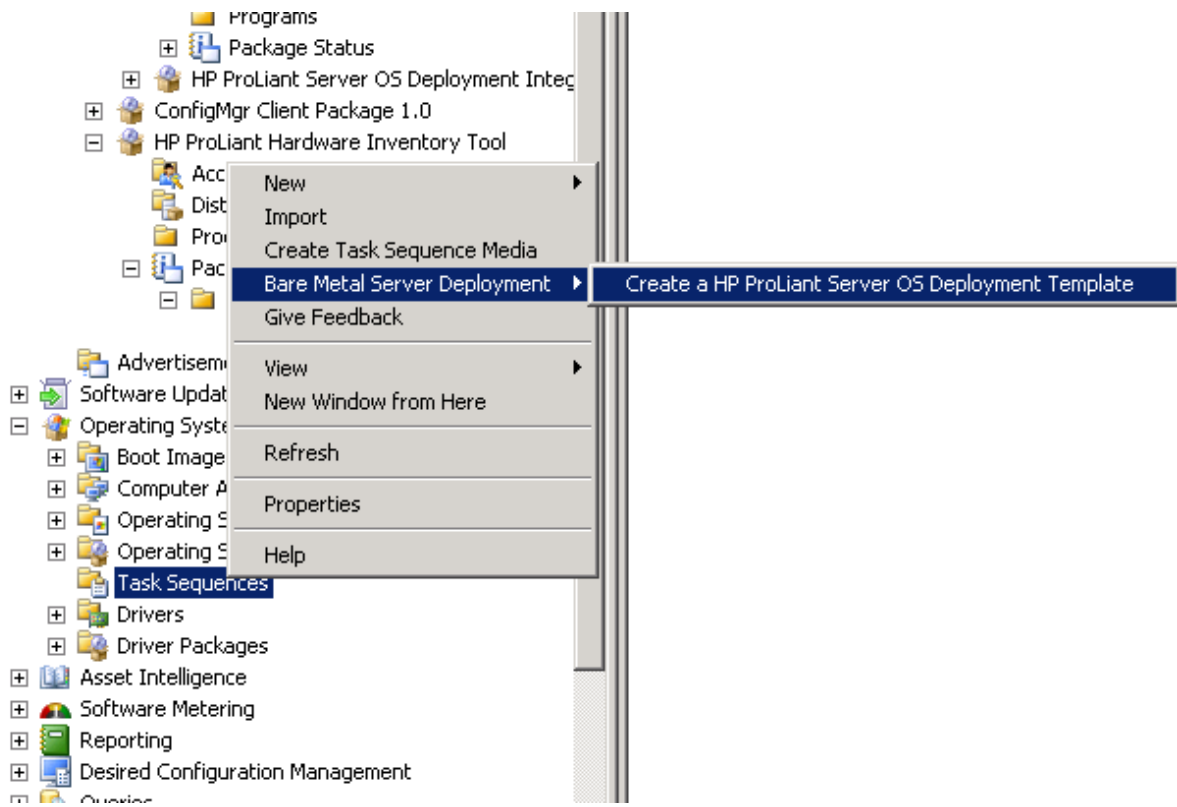 Programs
Package Status
HP ProLiant Server OS Deployment Integ
ConfigMgr Client Package 1.0
HP ProLiant Hardware Inventory Tool
Acc
Dist
Pro
Pac
New
Import
Create Task Sequence Media
Bare Metal Server Deployment
Create a HP ProLiant Server OS Deployment Template
Give Feedback
View
New Window from Here
Refresh
Properties
Help
Advertisem
Software Updat
Operating Syste
Boot Image
Computer A
Operating S
Operating S
Task Sequences
Drivers
Driver Packages
Asset Intelligence
Software Metering
Reporting
Desired Configuration Management
Queries